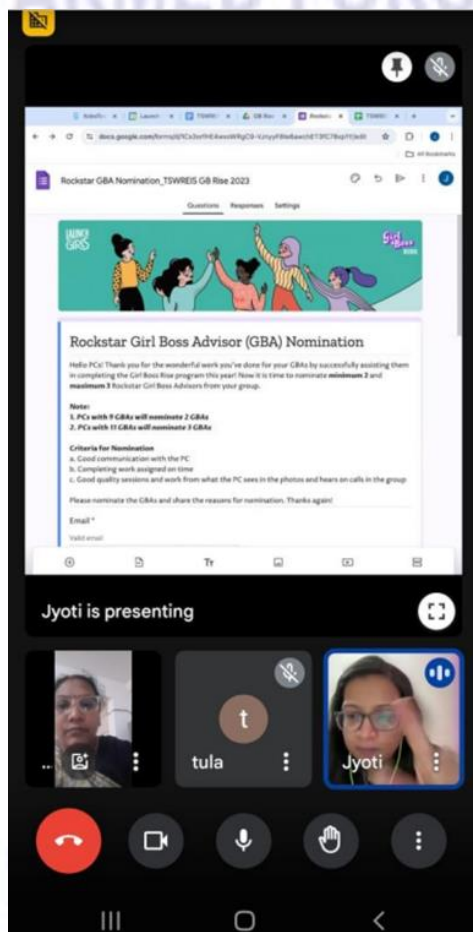 Rockstar GBA Nomination_TSWREIS GB Rise 2023
Questions Responses Settings
Rockstar Girl Boss Advisor (GBA) Nomination
Hello PCs! Thank you for the wonderful work you've done for your GBAs by successfully assisting them
in completing the Girl Boss Rise program this year! Now it is time to nominate minimum 2 and
maximum 3 Rockstar Girl Boss Advisors from your group.
Note:
1. PCs with 9 GBAs will nominate 2 GBAs
2. PCs with 11 GBAs will nominate 3 GBAs
Criteria for Nomination
a. Good communication with the PC
b. Completing work assigned on time
c. Good quality sessions and work from what the PC sees in the photos and hears on calls in the group
Please nominate the GBAs and share the reasons for nomination. Thanks again!
Email *
Valid email
Jyoti is presenting
t
...
tula
Jyoti